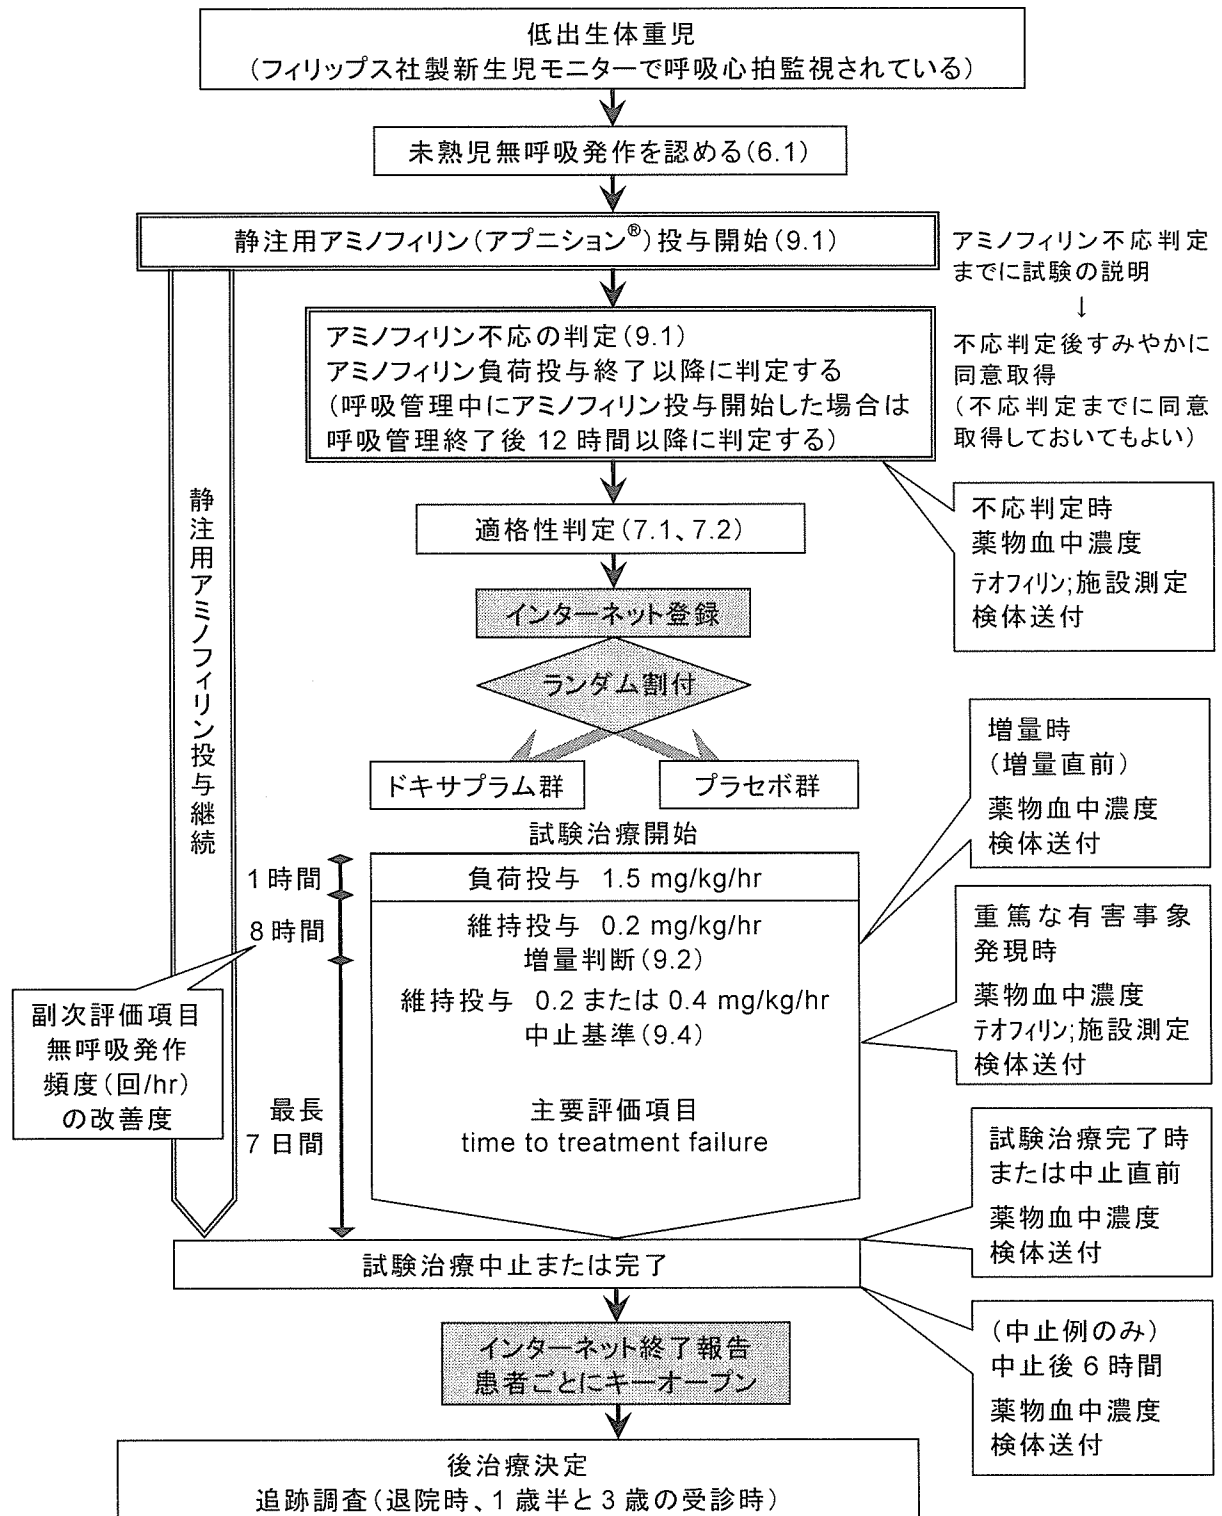 低出生体重児
(フィリップス社製新生児モニターで呼吸心拍監視されている)
未熟児無呼吸発作を認める(6.1)
静注用アミノフィリン(アプニション®)投与開始(9.1)
アミノフィリン不応判定
までに試験の説明
↓
不応判定後すみやかに
同意取得
(不応判定までに同意
取得しておいてもよい)
アミノフィリン不応の判定(9.1)
アミノフィリン負荷投与終了以降に判定する
(呼吸管理中にアミノフィリン投与開始した場合は
呼吸管理終了後 12 時間以降に判定する)
静注用アミノフィリン投与継続
不応判定時
薬物血中濃度
テオフィリン;施設測定
検体送付
適格性判定(7.1、7.2)
インターネット登録
ランダム割付
ドキサプラム群
プラセボ群
増量時
(増量直前)
薬物血中濃度
検体送付
試験治療開始
1 時間
負荷投与 1.5 mg/kg/hr
8 時間
維持投与 0.2 mg/kg/hr
増量判断(9.2)
維持投与 0.2 または 0.4 mg/kg/hr
中止基準(9.4)
重篤な有害事象
発現時
薬物血中濃度
テオフィリン;施設測定
検体送付
副次評価項目
無呼吸発作
頻度(回/hr)
の改善度
最長
7 日間
主要評価項目
time to treatment failure
試験治療完了時
または中止直前
薬物血中濃度
検体送付
試験治療中止または完了
(中止例のみ)
中止後 6 時間
薬物血中濃度
検体送付
インターネット終了報告
患者ごとにキーオープン
後治療決定
追跡調査(退院時、1 歳半と 3 歳の受診時)